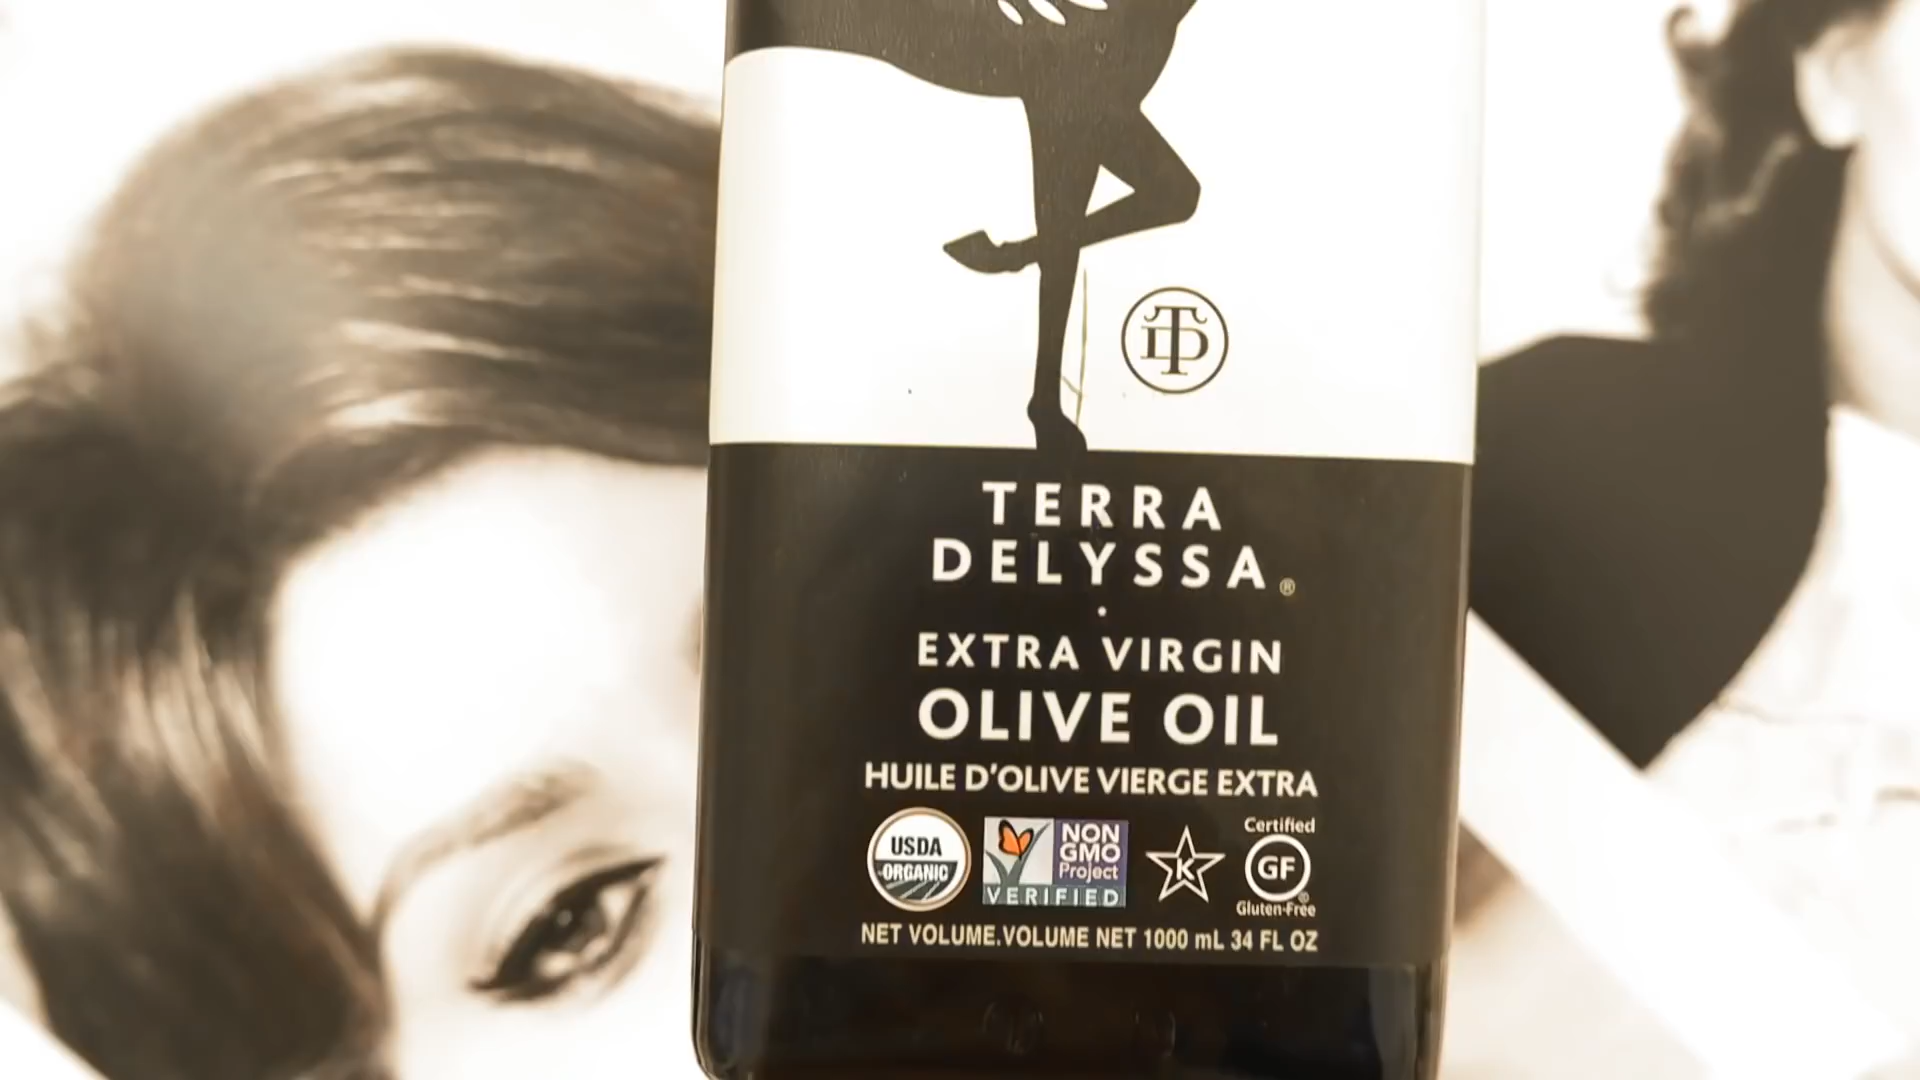 TD
TERRA
DELYSSA®
EXTRA VIRGIN
OLIVE OIL
HUILE D'OLIVE VIERGE EXTRA
USDA
ORGANIC
NON
GMO
Project
VERIFIED
K
Certified
GF
Gluten-Free
NET VOLUME.VOLUME NET 1000 mL 34 FL OZ